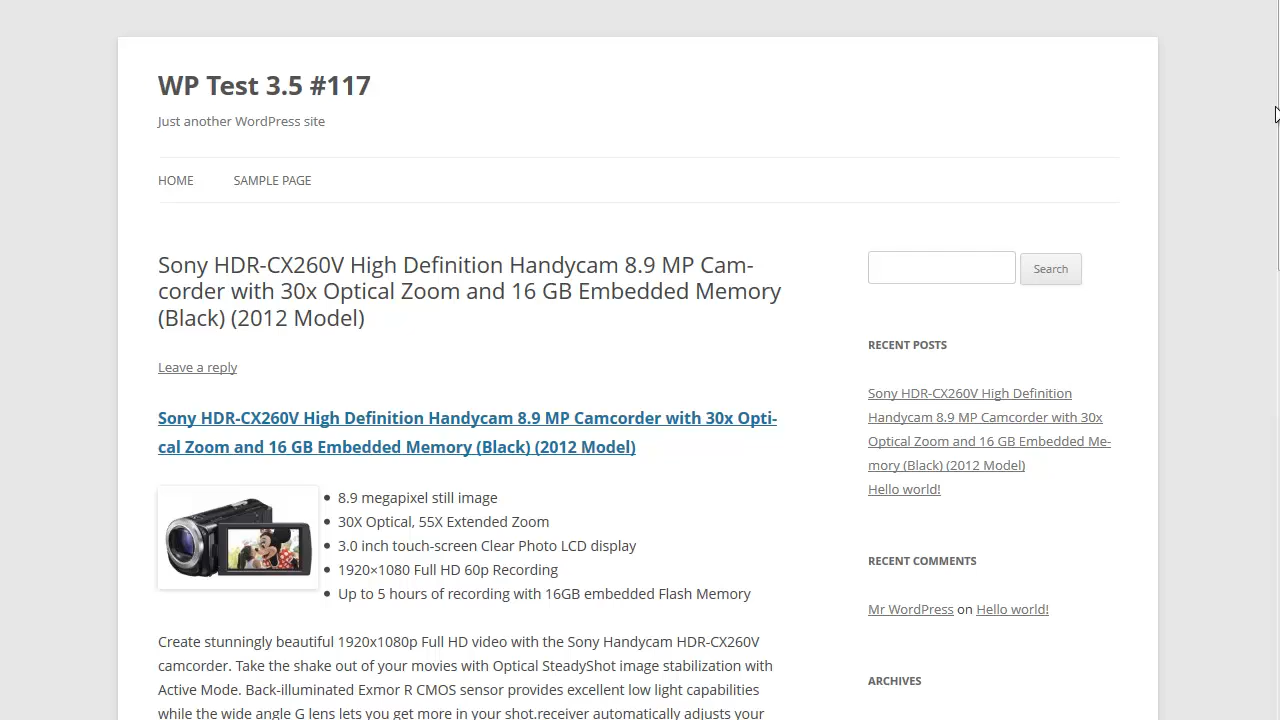 WP Test 3.5 #117
Just another WordPress site
HOME
SAMPLE PAGE
Sony HDR-CX260V High Definition Handycam 8.9 MP Cam-
corder with 30x Optical Zoom and 16 GB Embedded Memory
(Black) (2012 Model)
Leave a reply
Sony HDR-CX260V High Definition Handycam 8.9 MP Camcorder with 30x Opti-
cal Zoom and 16 GB Embedded Memory (Black) (2012 Model)
8.9 megapixel still image
30X Optical, 55X Extended Zoom
3.0 inch touch-screen Clear Photo LCD display
1920×1080 Full HD 60p Recording
Up to 5 hours of recording with 16GB embedded Flash Memory
Create stunningly beautiful 1920x1080p Full HD video with the Sony Handycam HDR-CX260V
camcorder. Take the shake out of your movies with Optical SteadyShot image stabilization with
Active Mode. Back-illuminated Exmor R CMOS sensor provides excellent low light capabilities
while the wide angle G lens lets you get more in your shot.receiver automatically adjusts your
Search
RECENT POSTS
Sony HDR-CX260V High Definition
Handycam 8.9 MP Camcorder with 30x
Optical Zoom and 16 GB Embedded Me-
mory (Black) (2012 Model)
Hello world!
RECENT COMMENTS
Mr WordPress on Hello world!
ARCHIVES